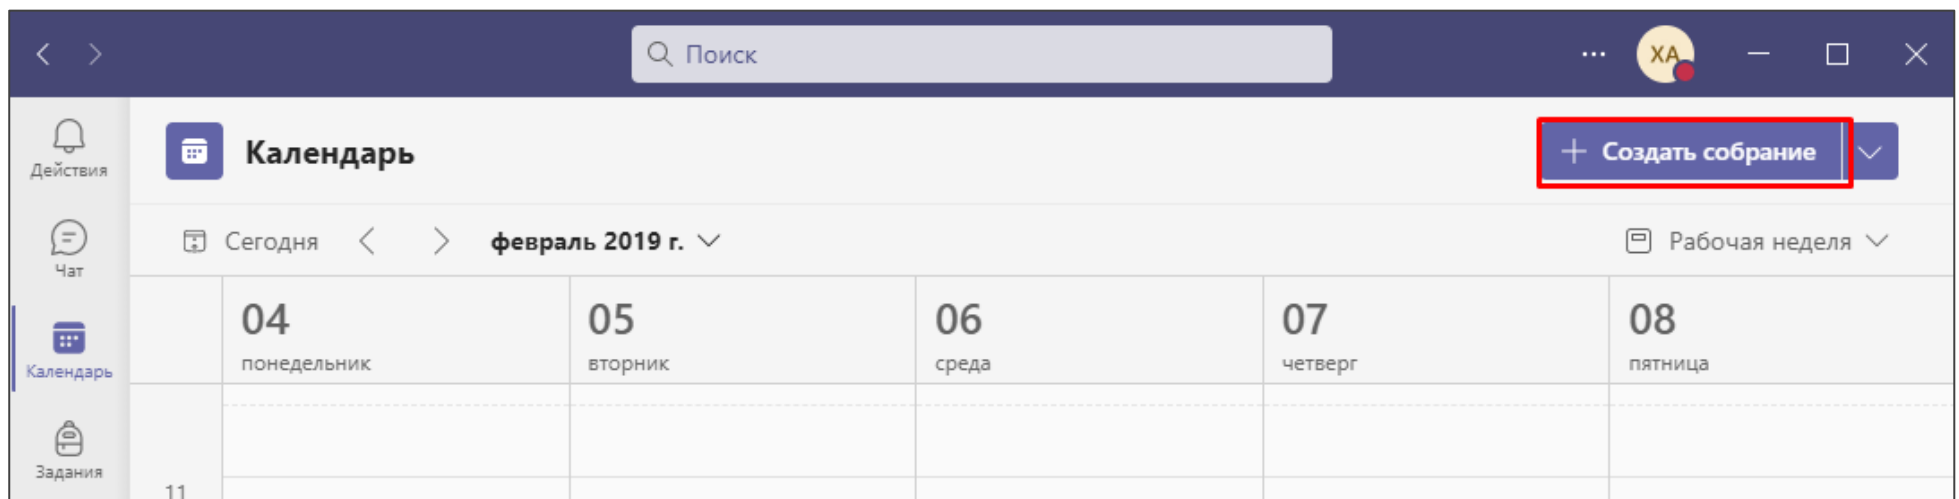 Поиск
...
ХА
Действия
Календарь
+ Создать собрание
Чат
Сегодня
февраль 2019 г.
Рабочая неделя
Календарь
04
понедельник
05
вторник
06
среда
07
четверг
08
пятница
Задания
11